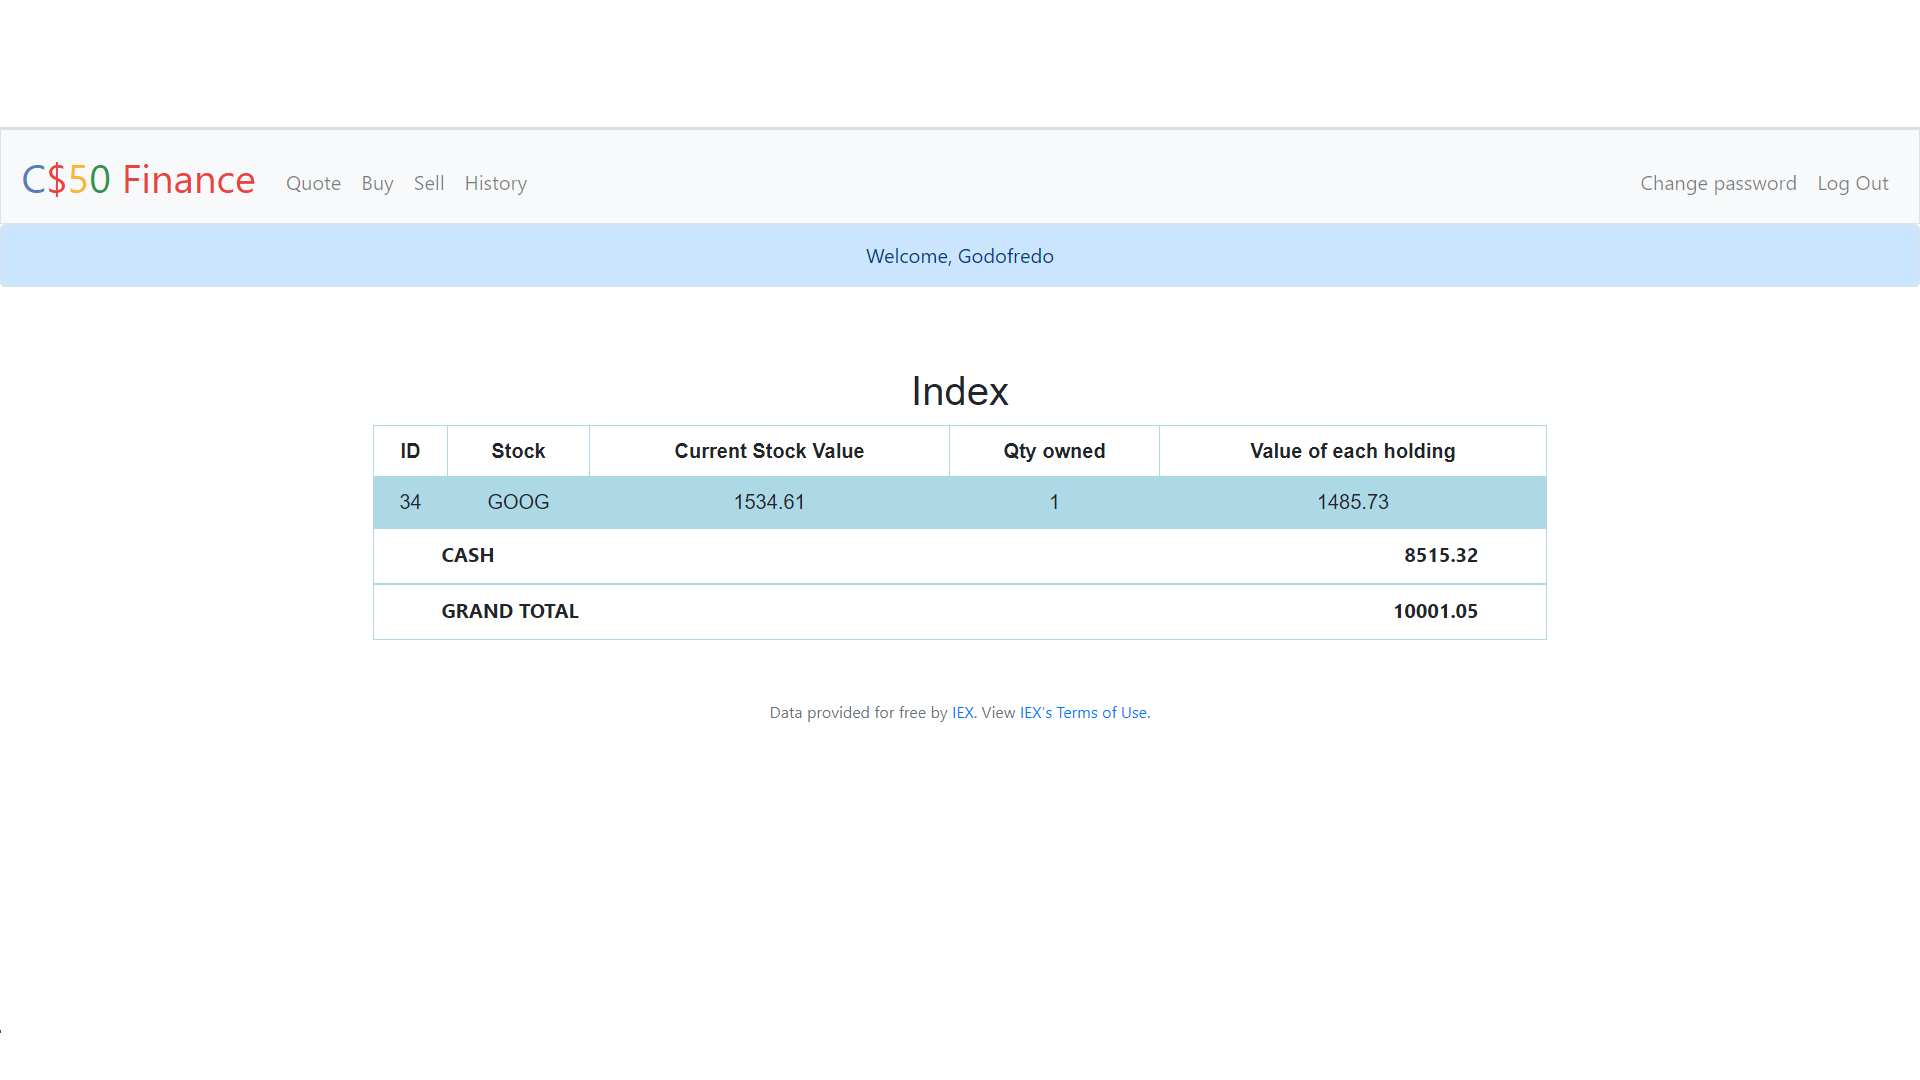 C$50 Finance Quote Buy Sell History Change password Log Out
Welcome, Godofredo
Index
ID Stock Current Stock Value Qty owned Value of each holding
34 GOOG 1534.61 1 1485.73
CASH 8515.32
GRAND TOTAL 10001.05
Data provided for free by IEX. View IEX's Terms of Use.